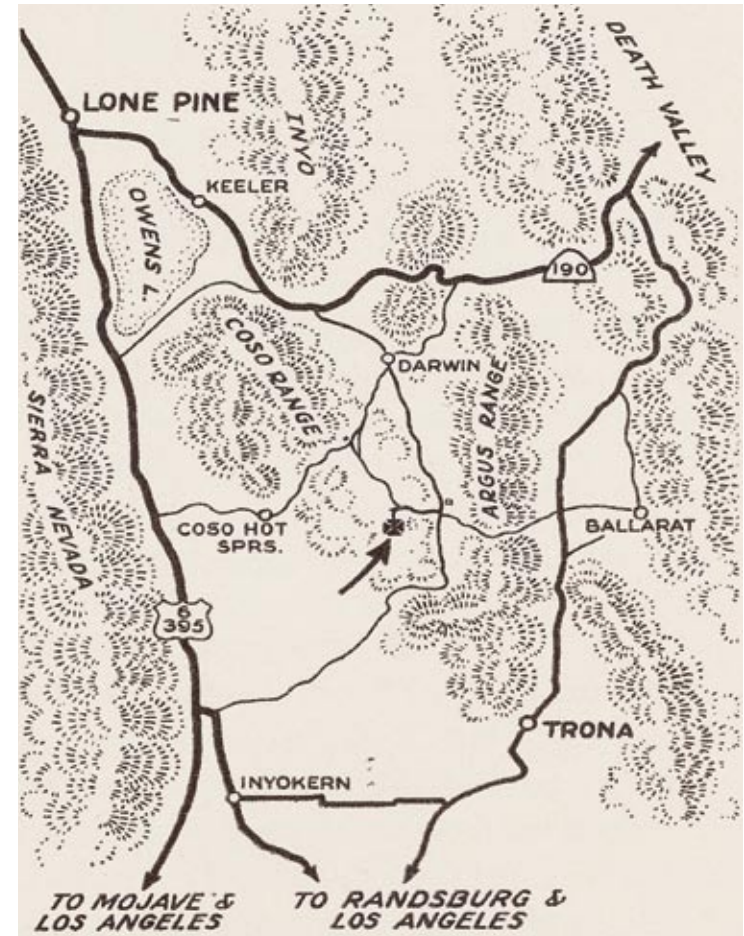 DEATH VALLEY
LONE PINE
INYO
KEELER
OWENS L.
190
COSO RANGE
DARWIN
ARGUS RANGE
SIERRA NEVADA
COSO HOT
SPRS.
BALLARAT
6
395
TRONA
INYOKERN
TO MOJAVE &
LOS ANGELES
TO RANDSBURG &
LOS ANGELES